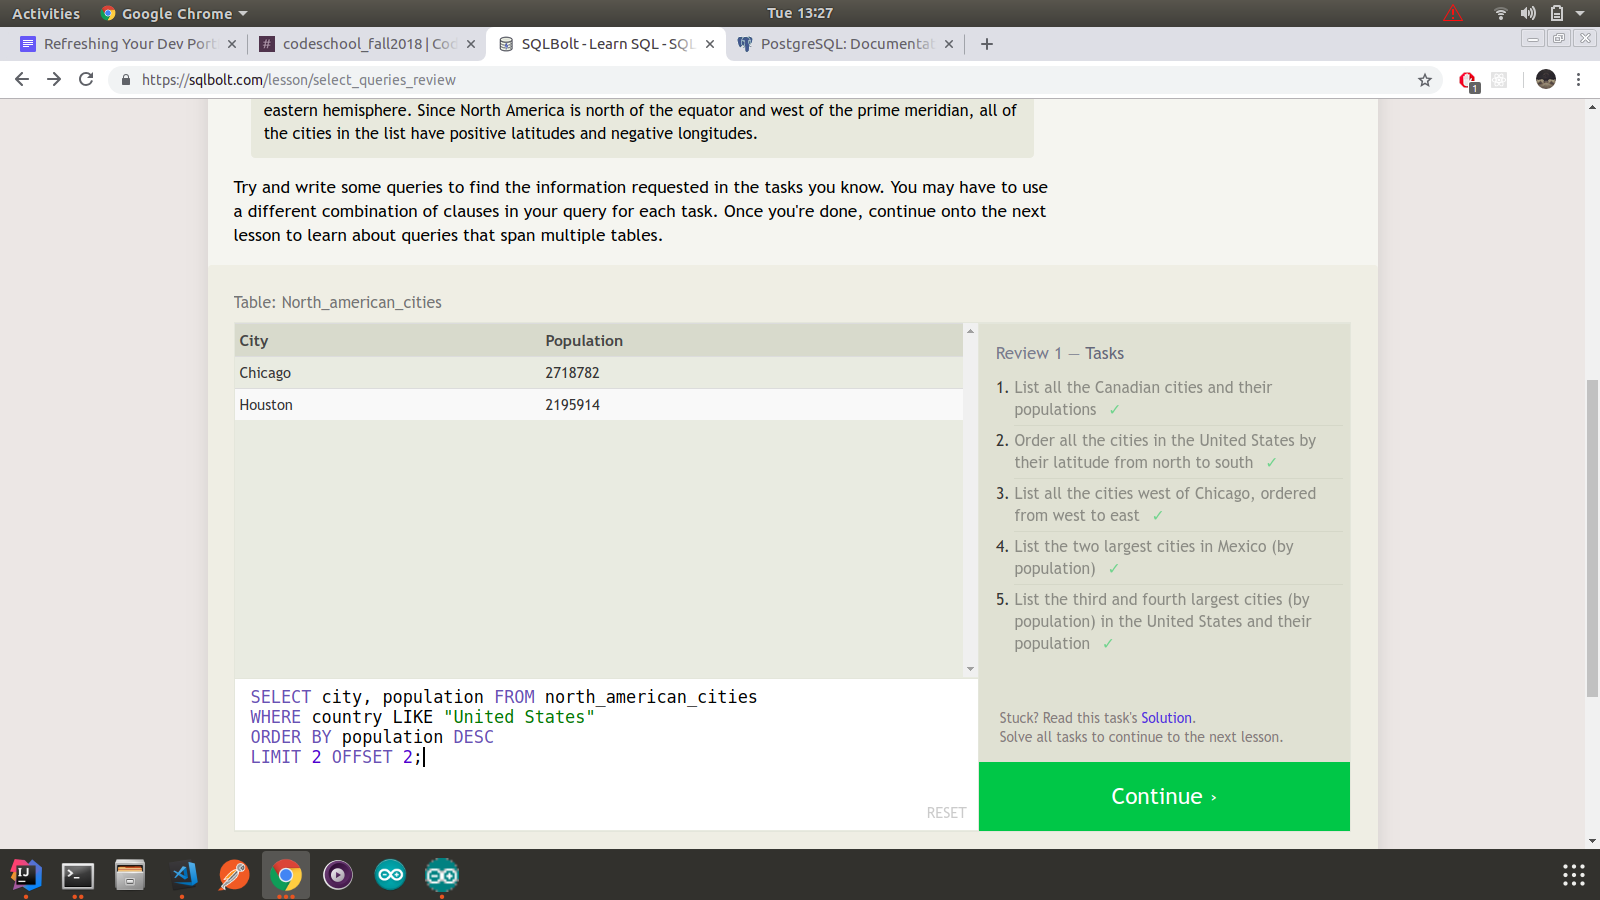 Activities Google Chrome Tue 13:27
Refreshing Your Dev Port codeschool_fall2018 | Cod SQLBolt - Learn SQL - SQL PostgreSQL: Documentat
https://sqlbolt.com/lesson/select_queries_review
1
eastern hemisphere. Since North America is north of the equator and west of the prime meridian, all of
the cities in the list have positive latitudes and negative longitudes.
Try and write some queries to find the information requested in the tasks you know. You may have to use
a different combination of clauses in your query for each task. Once you're done, continue onto the next
lesson to learn about queries that span multiple tables.
Table: North_american_cities
City Population
Chicago 2718782
Houston 2195914
SELECT city, population FROM north_american_cities
WHERE country LIKE "United States"
ORDER BY population DESC
LIMIT 2 OFFSET 2;
RESET
Review 1 — Tasks
1. List all the Canadian cities and their
populations ✓
2. Order all the cities in the United States by
their latitude from north to south ✓
3. List all the cities west of Chicago, ordered
from west to east ✓
4. List the two largest cities in Mexico (by
population) ✓
5. List the third and fourth largest cities (by
population) in the United States and their
population ✓
Stuck? Read this task's Solution.
Solve all tasks to continue to the next lesson.
Continue ›
IJ